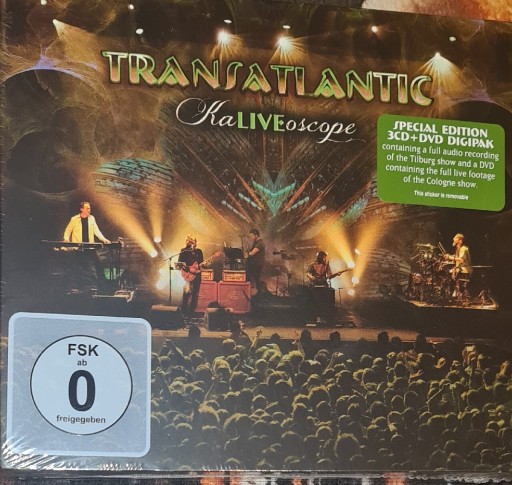 TRANSATLANTIC
KaLIVEoscope
SPECIAL EDITION
3CD+DVD DIGIPAK
containing a full audio recording
of the Tilburg show and a DVD
containing the full live footage
of the Cologne show.
This sticker is removable
FSK
ab
0
freigegeben